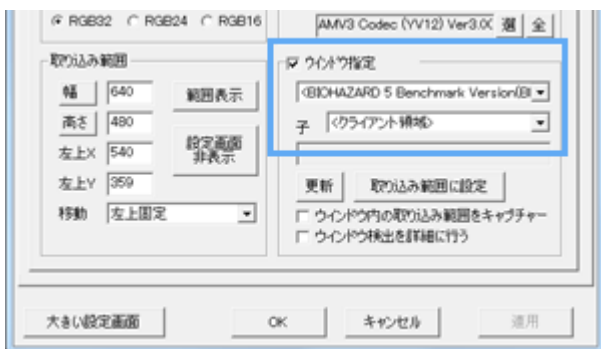 RGB32 RGB24 RGB16
AMV3 Codec (YV12) Ver3.0( 選 全
取り込み範囲
幅 640 範囲表示
高さ 480
左上X 540 設定画面
非表示
左上Y 359
移動 左上固定
ウィンドウ指定
<BIOHAZARD 5 Benchmark Version(BI
子 <クライアント領域>
更新 取り込み範囲に設定
ウィンドウ内の取り込み範囲をキャプチャー
ウィンドウ検出を詳細に行う
大きい設定画面 OK キャンセル 適用